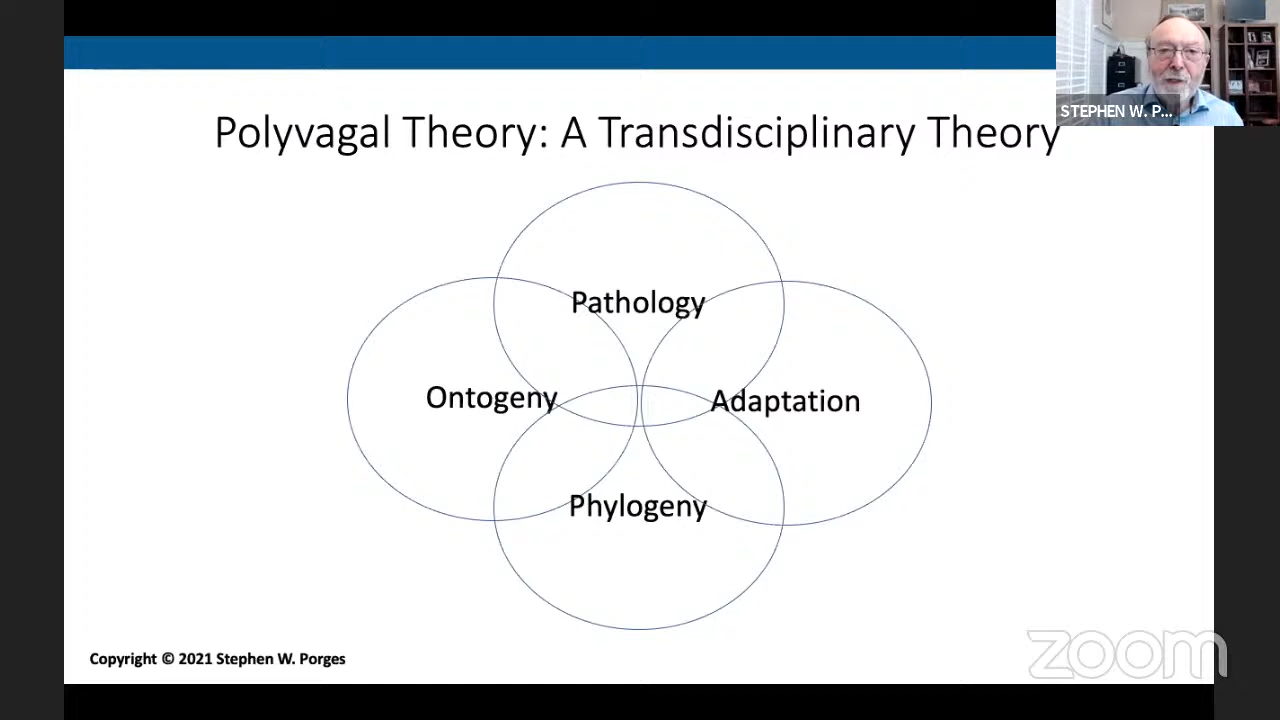 STEPHEN W. P...
Polyvagal Theory: A Transdisciplinary Theory
Pathology
Ontogeny
Adaptation
Phylogeny
Copyright © 2021 Stephen W. Porges
zoom